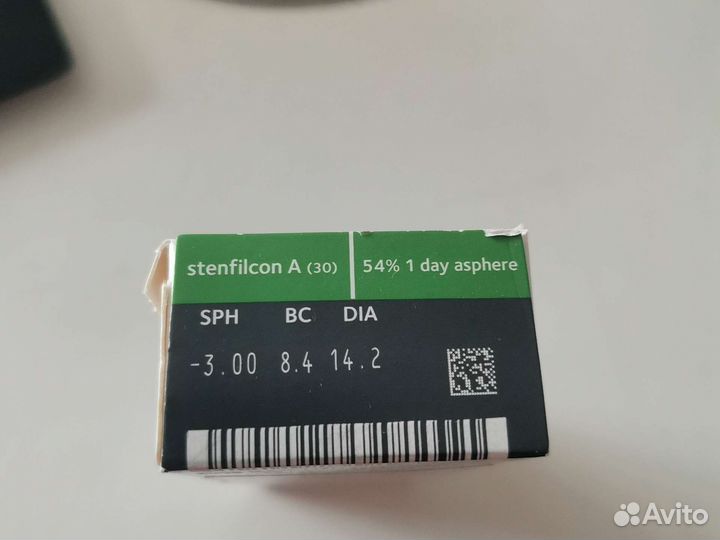 stenfilcon A (30) 54% 1 day asphere
SPH BC DIA
-3.00 8.4 14.2
Avito